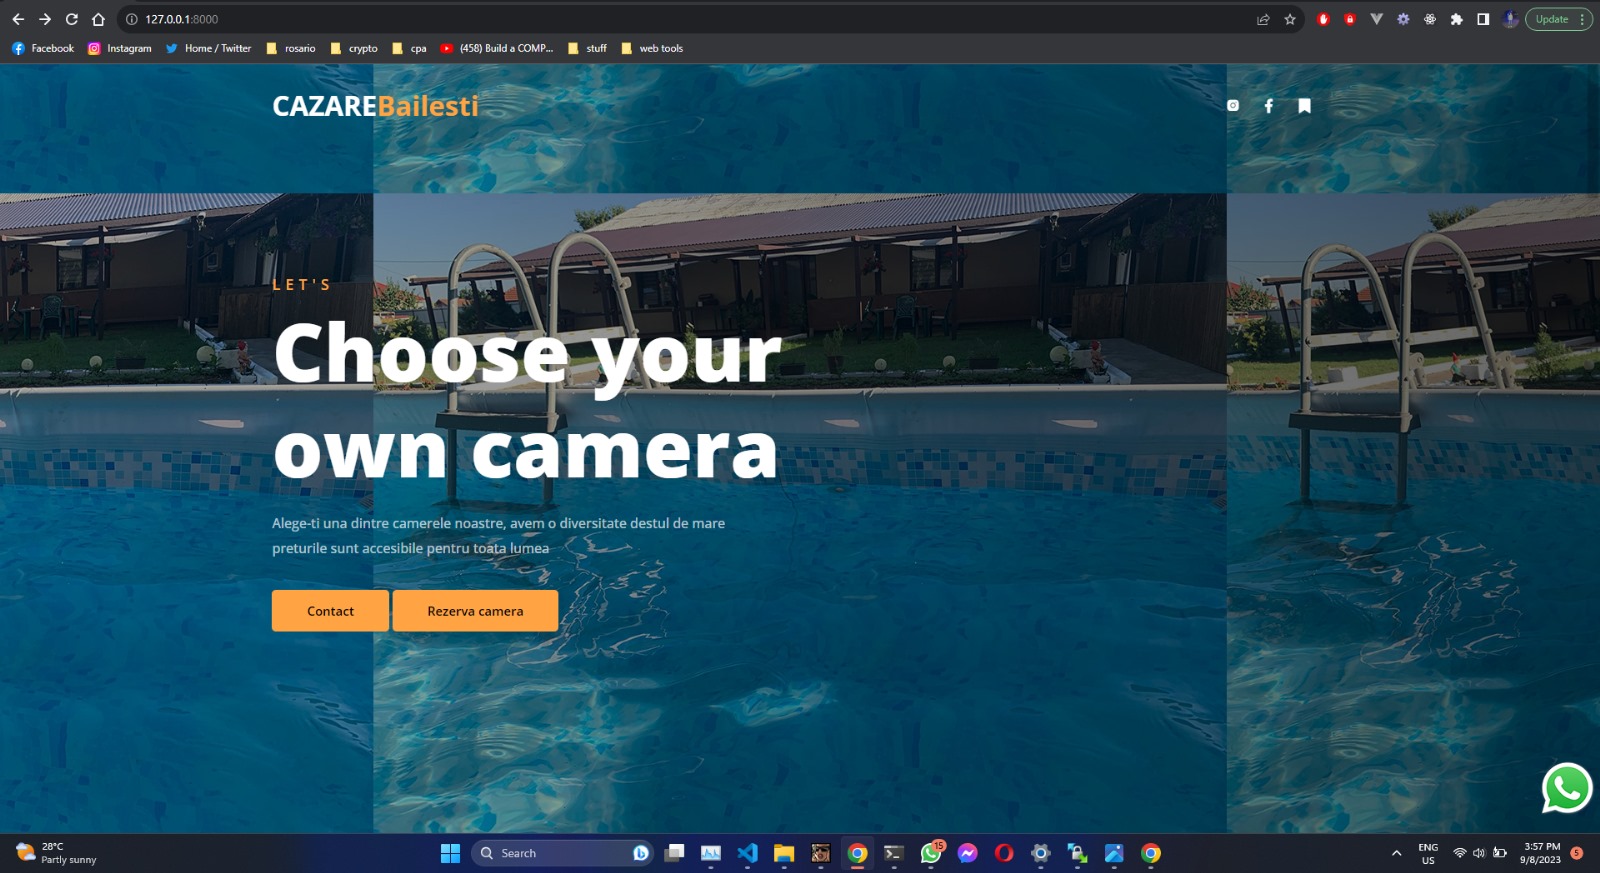 127.0.0.1:8000
Update
Facebook
Instagram
Home / Twitter
rosario
crypto
cpa
(458) Build a COMP...
stuff
web tools
CAZAREBailesti
LET'S
Choose your
own camera
Alege-ti una dintre camerele noastre, avem o diversitate destul de mare
preturile sunt accesibile pentru toata lumea
Contact
Rezerva camera
28°C
Partly sunny
Search
15
ENG
US
3:57 PM
9/8/2023
5